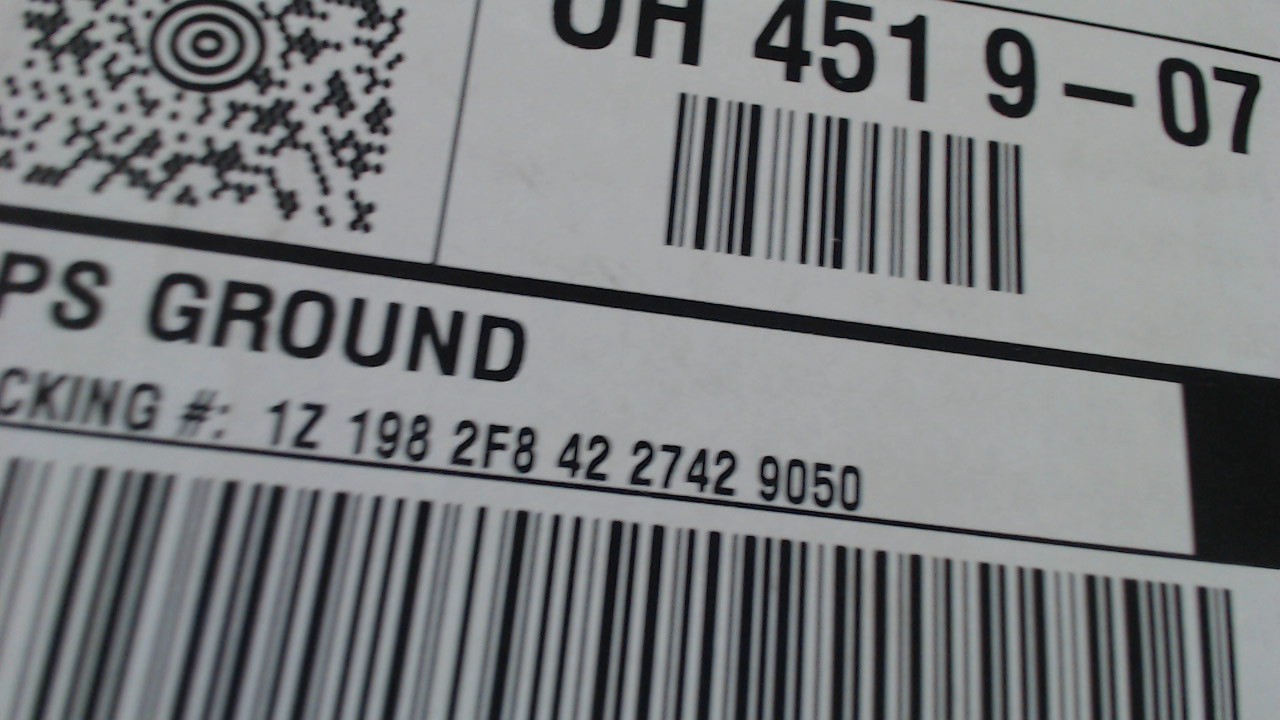 OH 451 9-07
PS GROUND
CKING #: 1Z 198 2F8 42 2742 9050